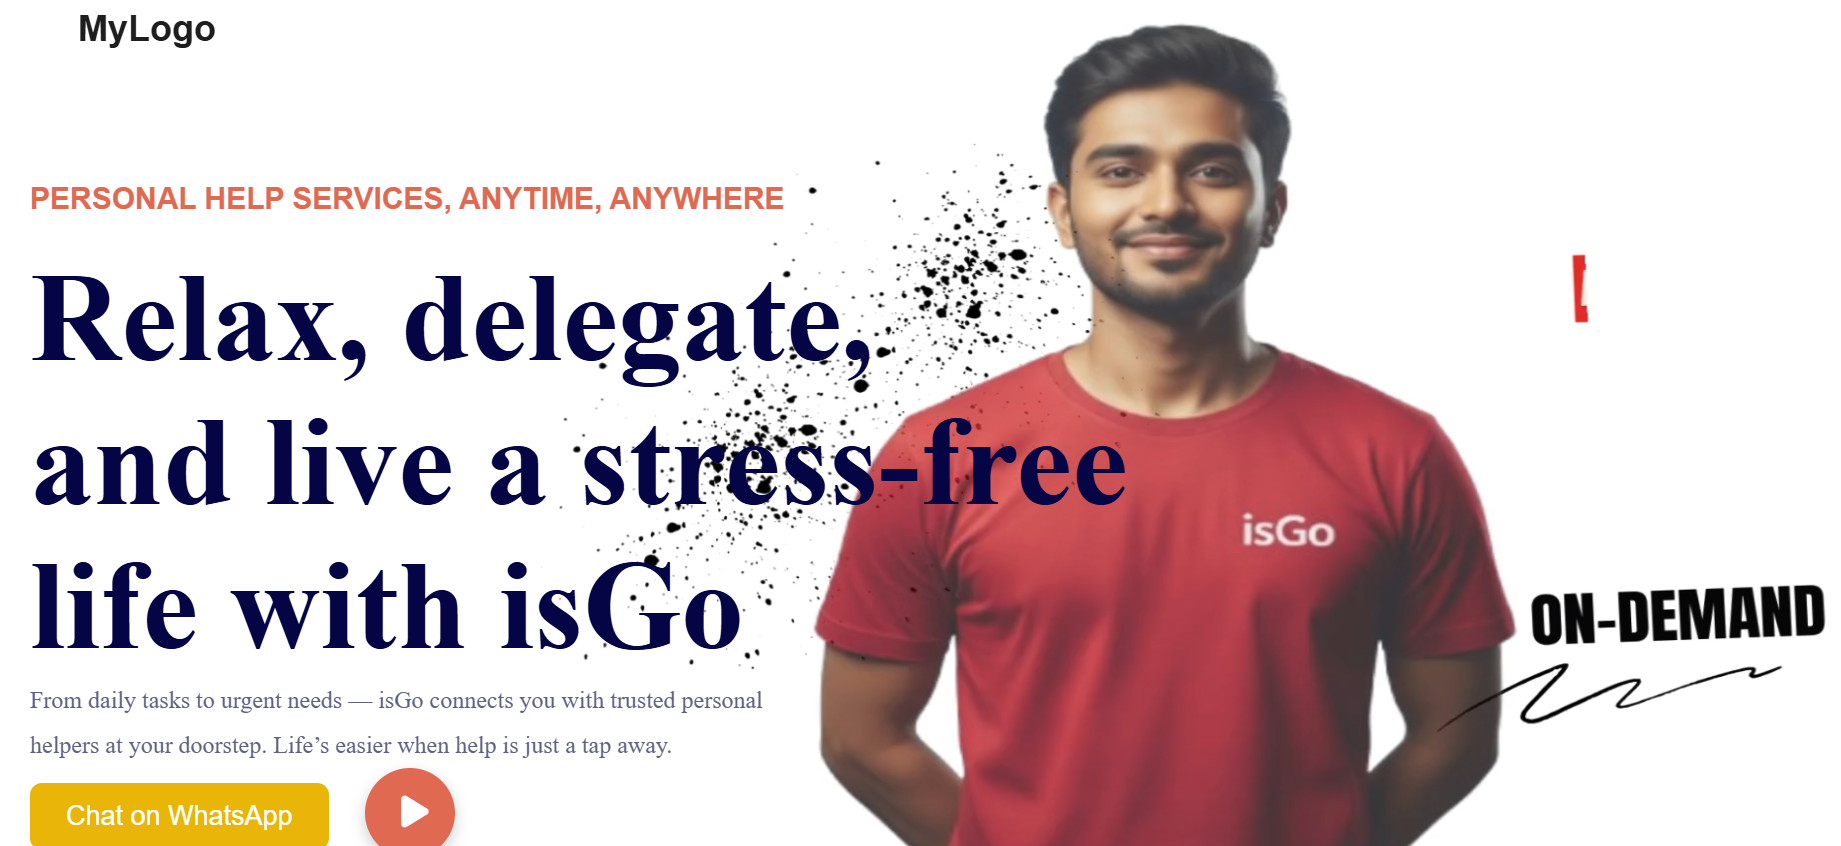 MyLogo
PERSONAL HELP SERVICES, ANYTIME, ANYWHERE
Relax, delegate,
and live a stress-free
life with isGo
From daily tasks to urgent needs — isGo connects you with trusted personal
helpers at your doorstep. Life’s easier when help is just a tap away.
Chat on WhatsApp
isGo
ON-DEMAND